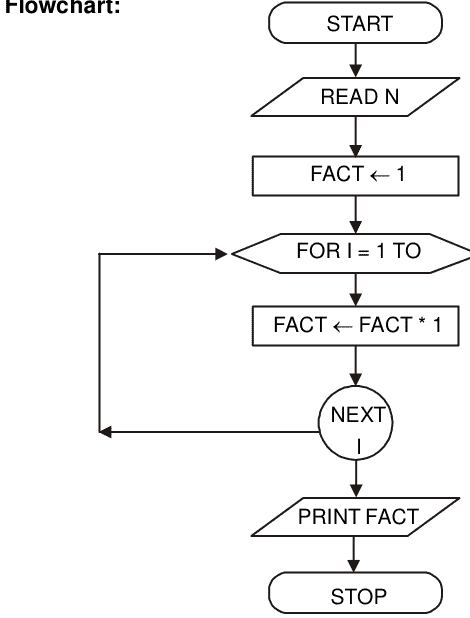 Flowchart:
START
READ N
FACT ← 1
FOR I = 1 TO
FACT ← FACT * 1
NEXT
I
PRINT FACT
STOP